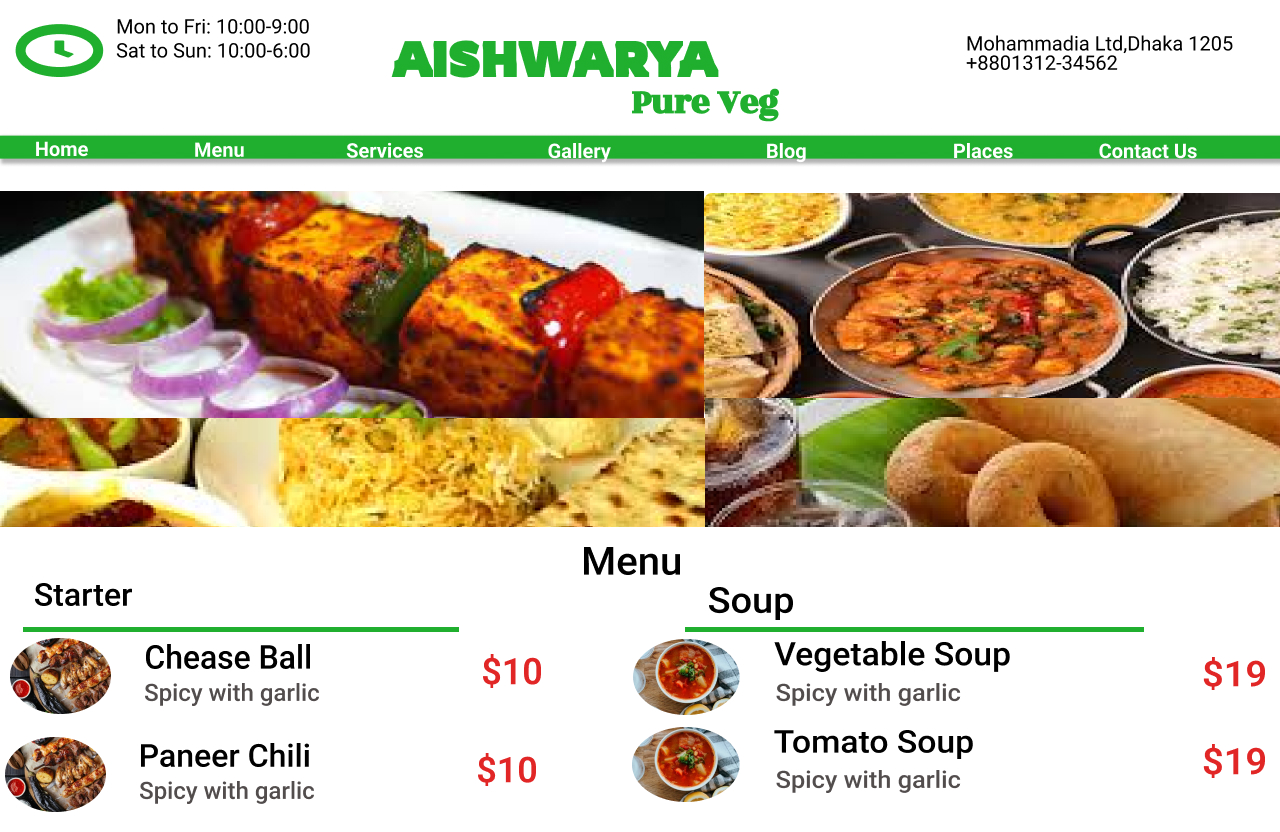 Mon to Fri: 10:00-9:00
Sat to Sun: 10:00-6:00
AISHWARYA
Pure Veg
Mohammadia Ltd,Dhaka 1205
+8801312-34562
Home Menu Services Gallery Blog Places Contact Us
Menu
Starter
Chease Ball $10
Spicy with garlic
Paneer Chili $10
Spicy with garlic
Soup
Vegetable Soup $19
Spicy with garlic
Tomato Soup $19
Spicy with garlic